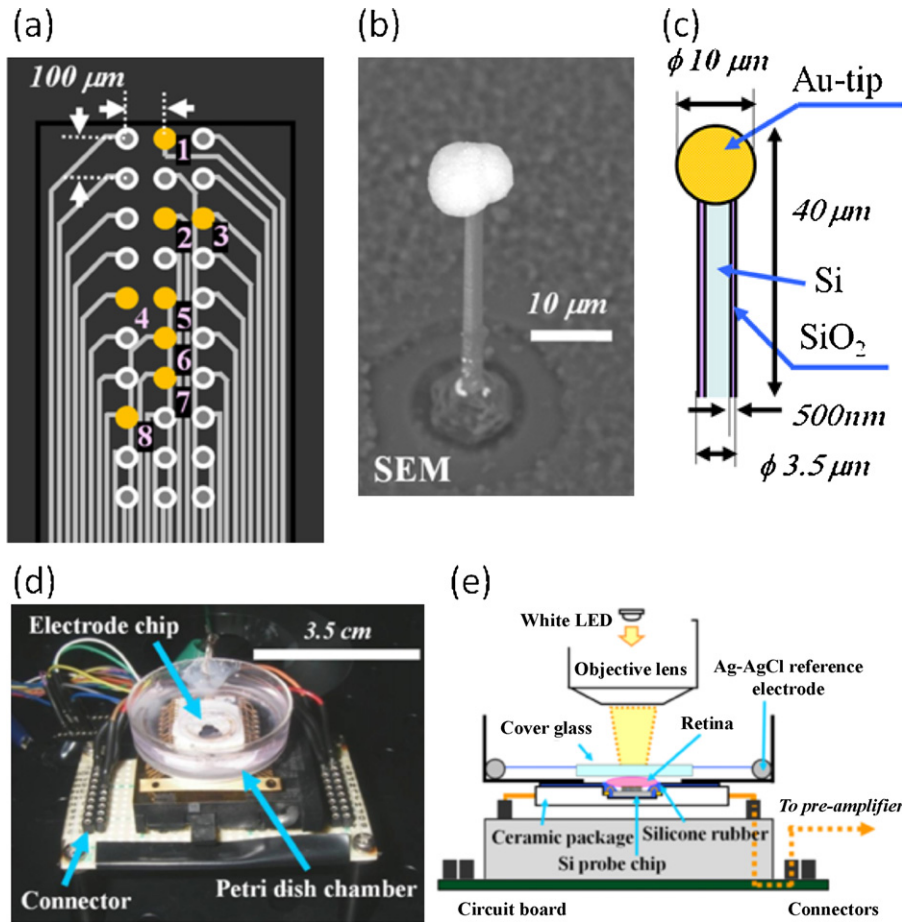 (a)
100 μm
1
2
3
4
5
6
7
8
(b)
10 μm
SEM
(c)
ϕ 10 μm
Au-tip
40 μm
Si
SiO₂
500nm
ϕ 3.5 μm
(d)
Electrode chip
3.5 cm
Connector
Petri dish chamber
(e)
White LED
Objective lens
Ag-AgCl reference
electrode
Cover glass
Retina
To pre-amplifier
Ceramic package
Silicone rubber
Si probe chip
Circuit board
Connectors